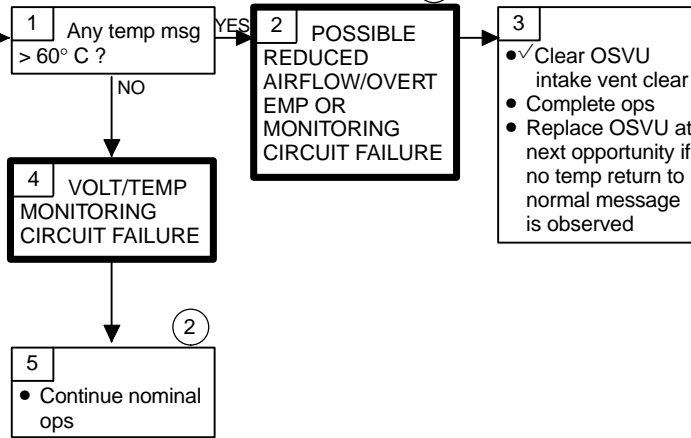 1
Any temp msg
> 60° C ?
YES
NO
2
POSSIBLE
REDUCED
AIRFLOW/OVERT
EMP OR
MONITORING
CIRCUIT FAILURE
3
● √Clear OSVU
intake vent clear
● Complete ops
● Replace OSVU at
next opportunity if
no temp return to
normal message
is observed
4
VOLT/TEMP
MONITORING
CIRCUIT FAILURE
2
5
● Continue nominal
ops